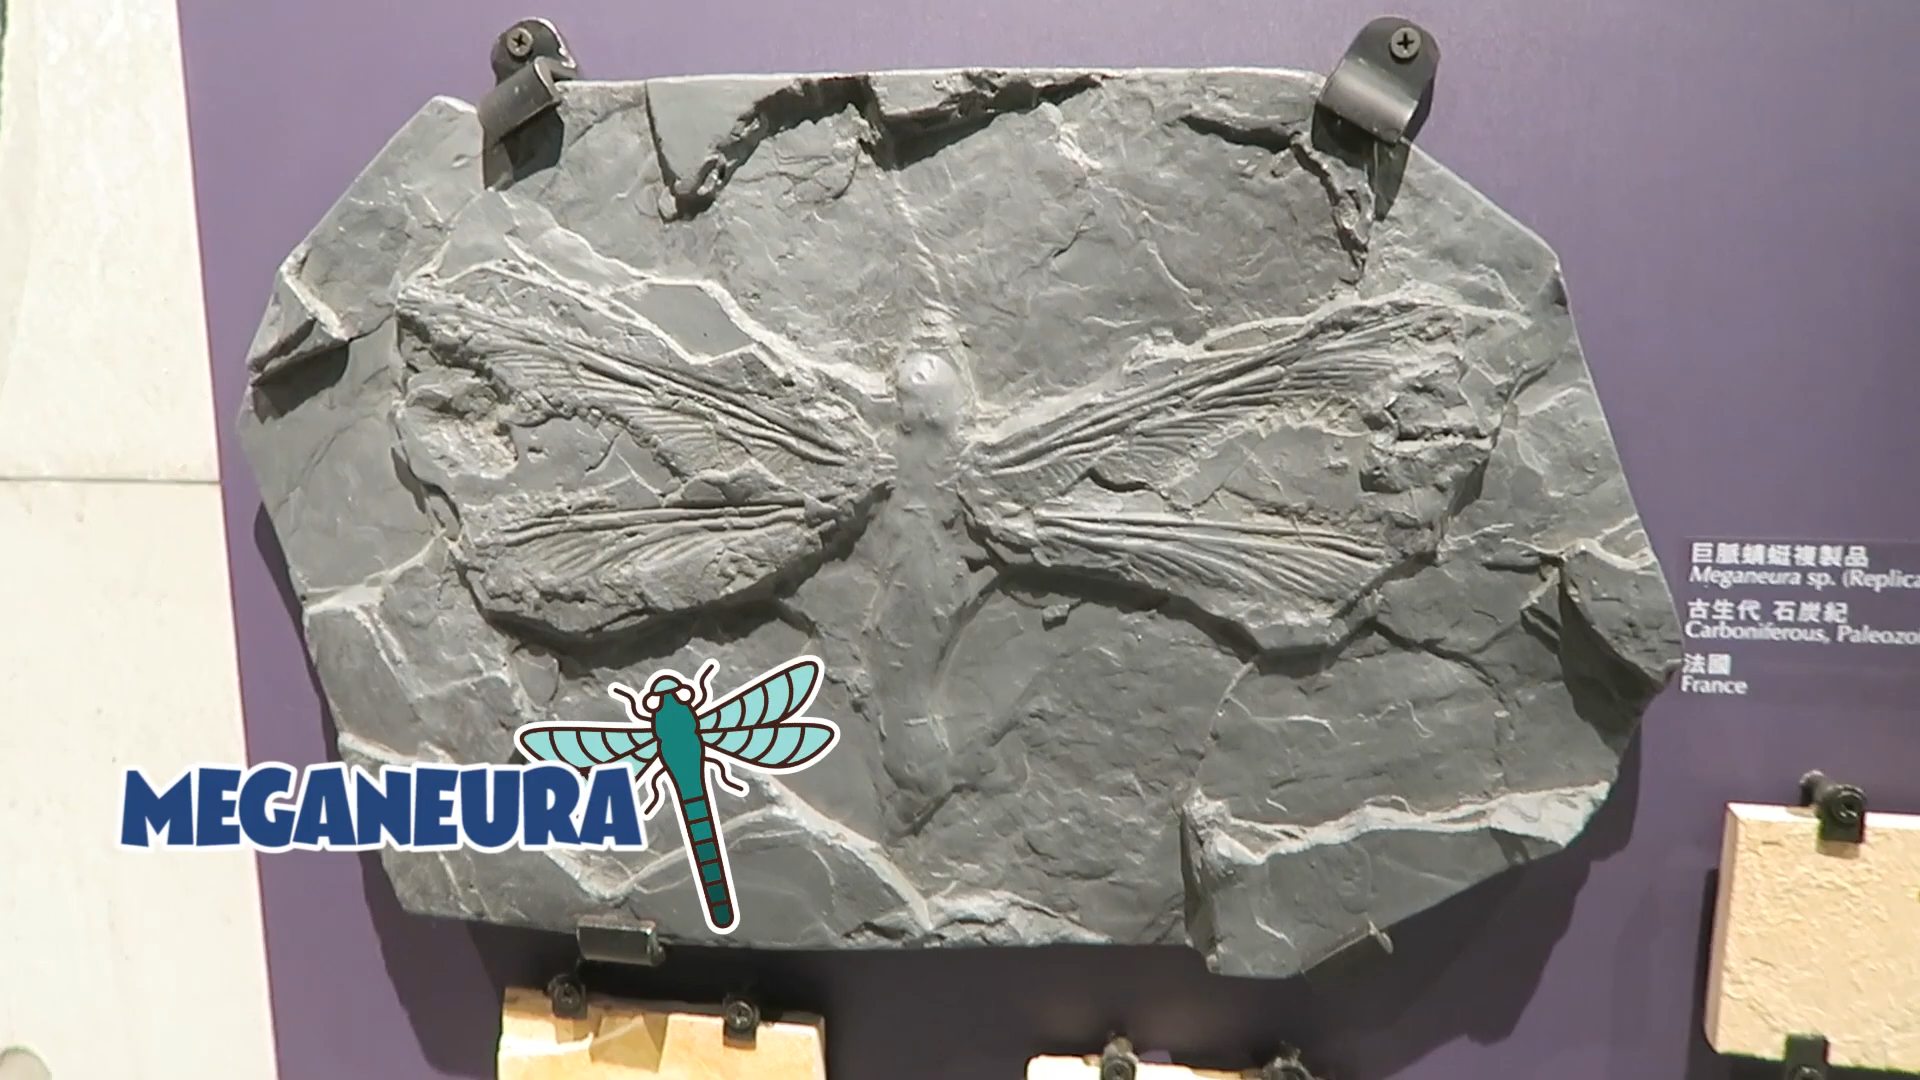 巨脈蜻蜓複製品
Meganeura sp. (Replica
古生代 石炭紀
Carboniferous, Paleozo
法國
France
MEGANEURA